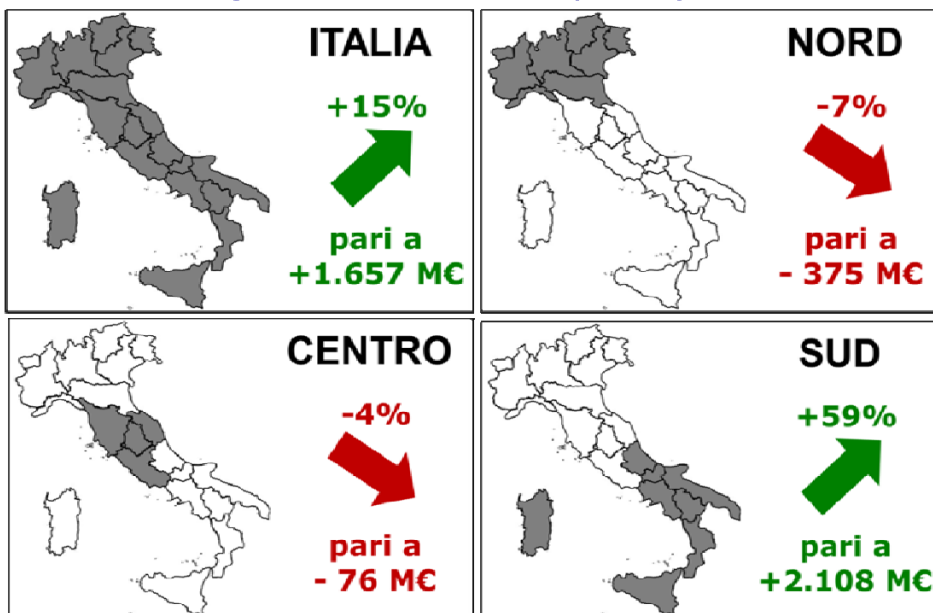 ITALIA
+15%
pari a
+1.657 M€
NORD
-7%
pari a
- 375 M€
CENTRO
-4%
pari a
- 76 M€
SUD
+59%
pari a
+2.108 M€